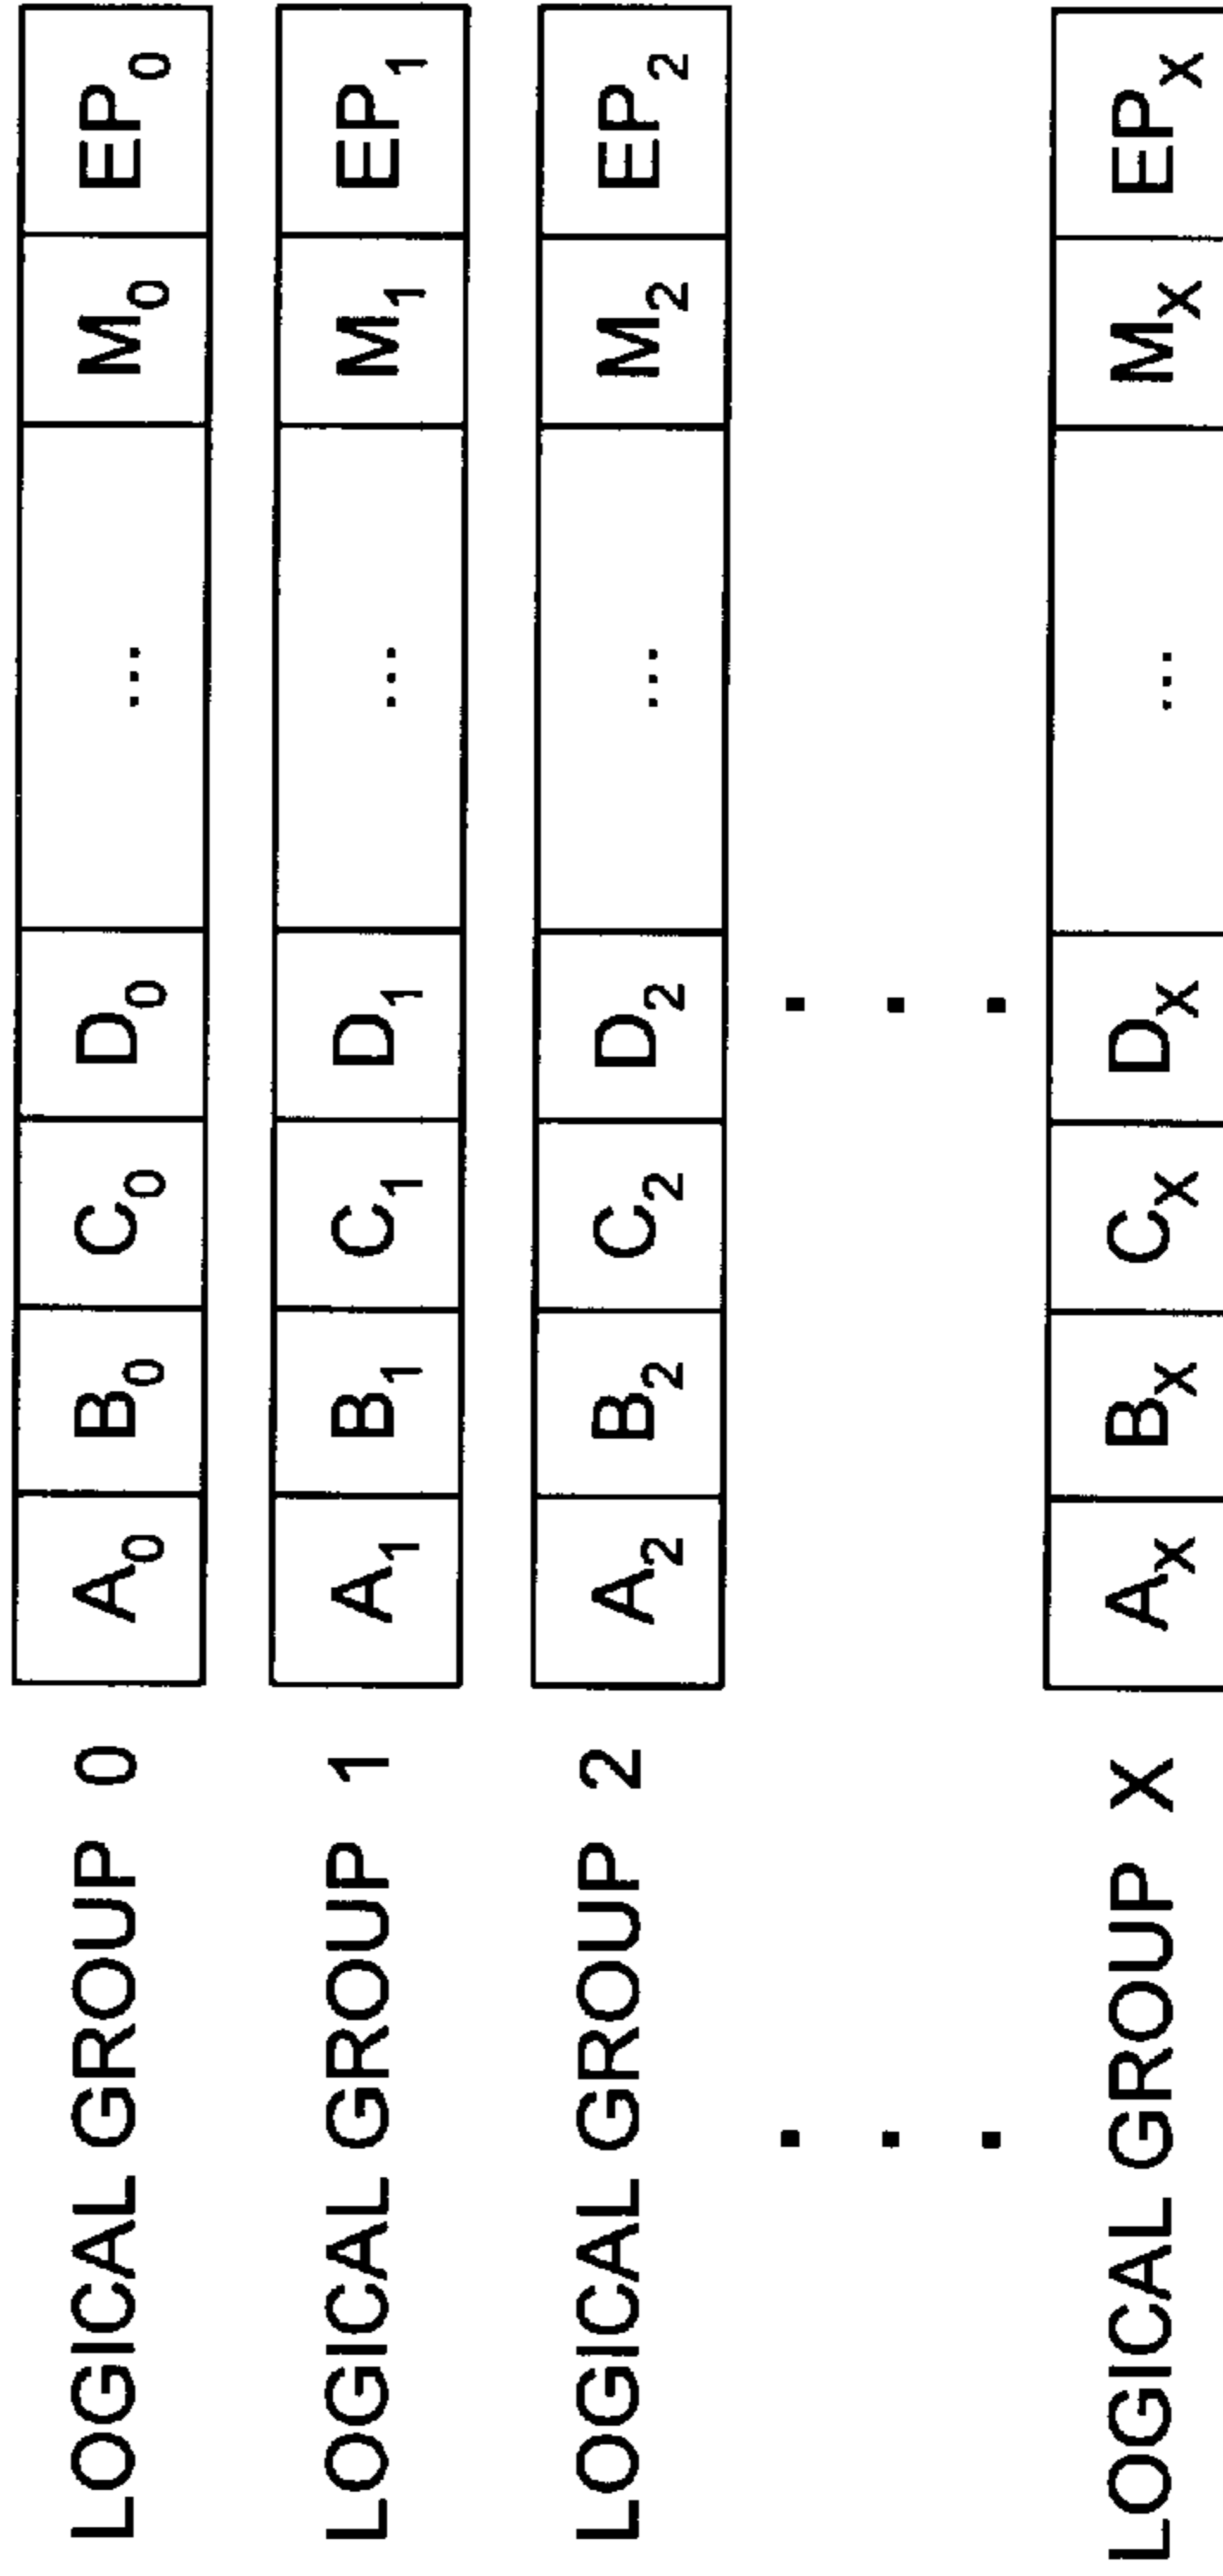 LOGICAL GROUP 0 A₀ B₀ C₀ D₀ ... M₀ EP₀
LOGICAL GROUP 1 A₁ B₁ C₁ D₁ ... M₁ EP₁
LOGICAL GROUP 2 A₂ B₂ C₂ D₂ ... M₂ EP₂
LOGICAL GROUP X Aₓ Bₓ Cₓ Dₓ ... Mₓ EPₓ